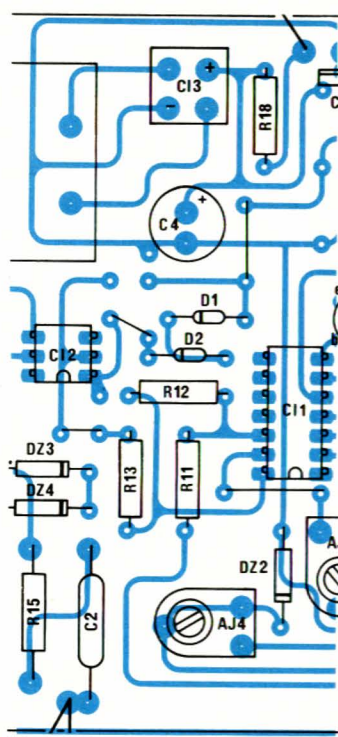 +
CI3
-
R18
C
+
C4
D1
D2
CI2
R12
CI1
DZ3
DZ4
R13
R11
DZ2
A
R15
C2
AJ4